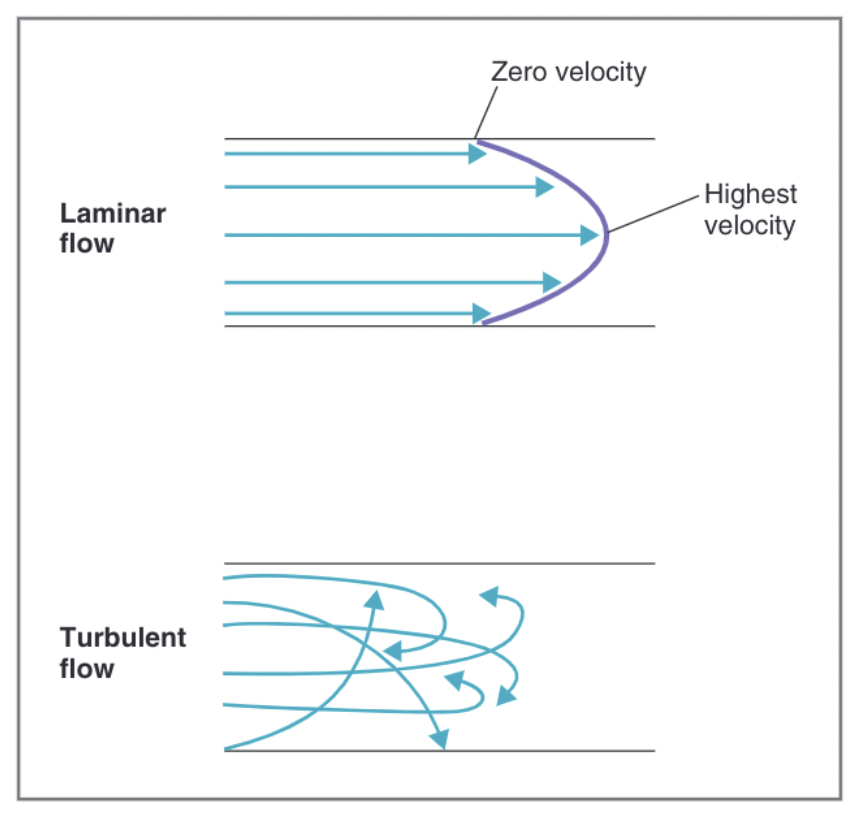 Zero velocity
Highest
velocity
Laminar
flow
Turbulent
flow